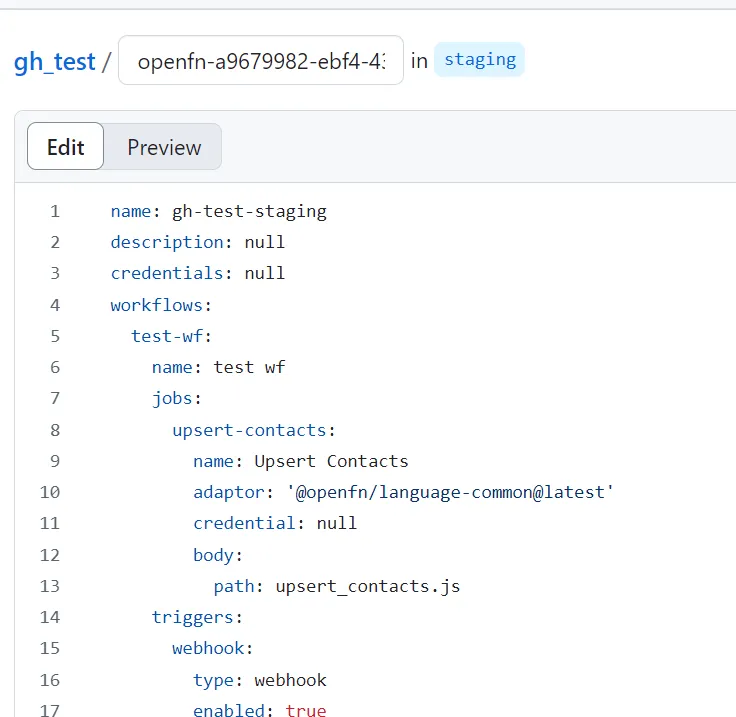 gh_test / openfn-a9679982-ebf4-43 in staging
Edit Preview
1 name: gh-test-staging
2 description: null
3 credentials: null
4 workflows:
5 test-wf:
6 name: test wf
7 jobs:
8 upsert-contacts:
9 name: Upsert Contacts
10 adaptor: '@openfn/language-common@latest'
11 credential: null
12 body:
13 path: upsert_contacts.js
14 triggers:
15 webhook:
16 type: webhook
17 enabled: true